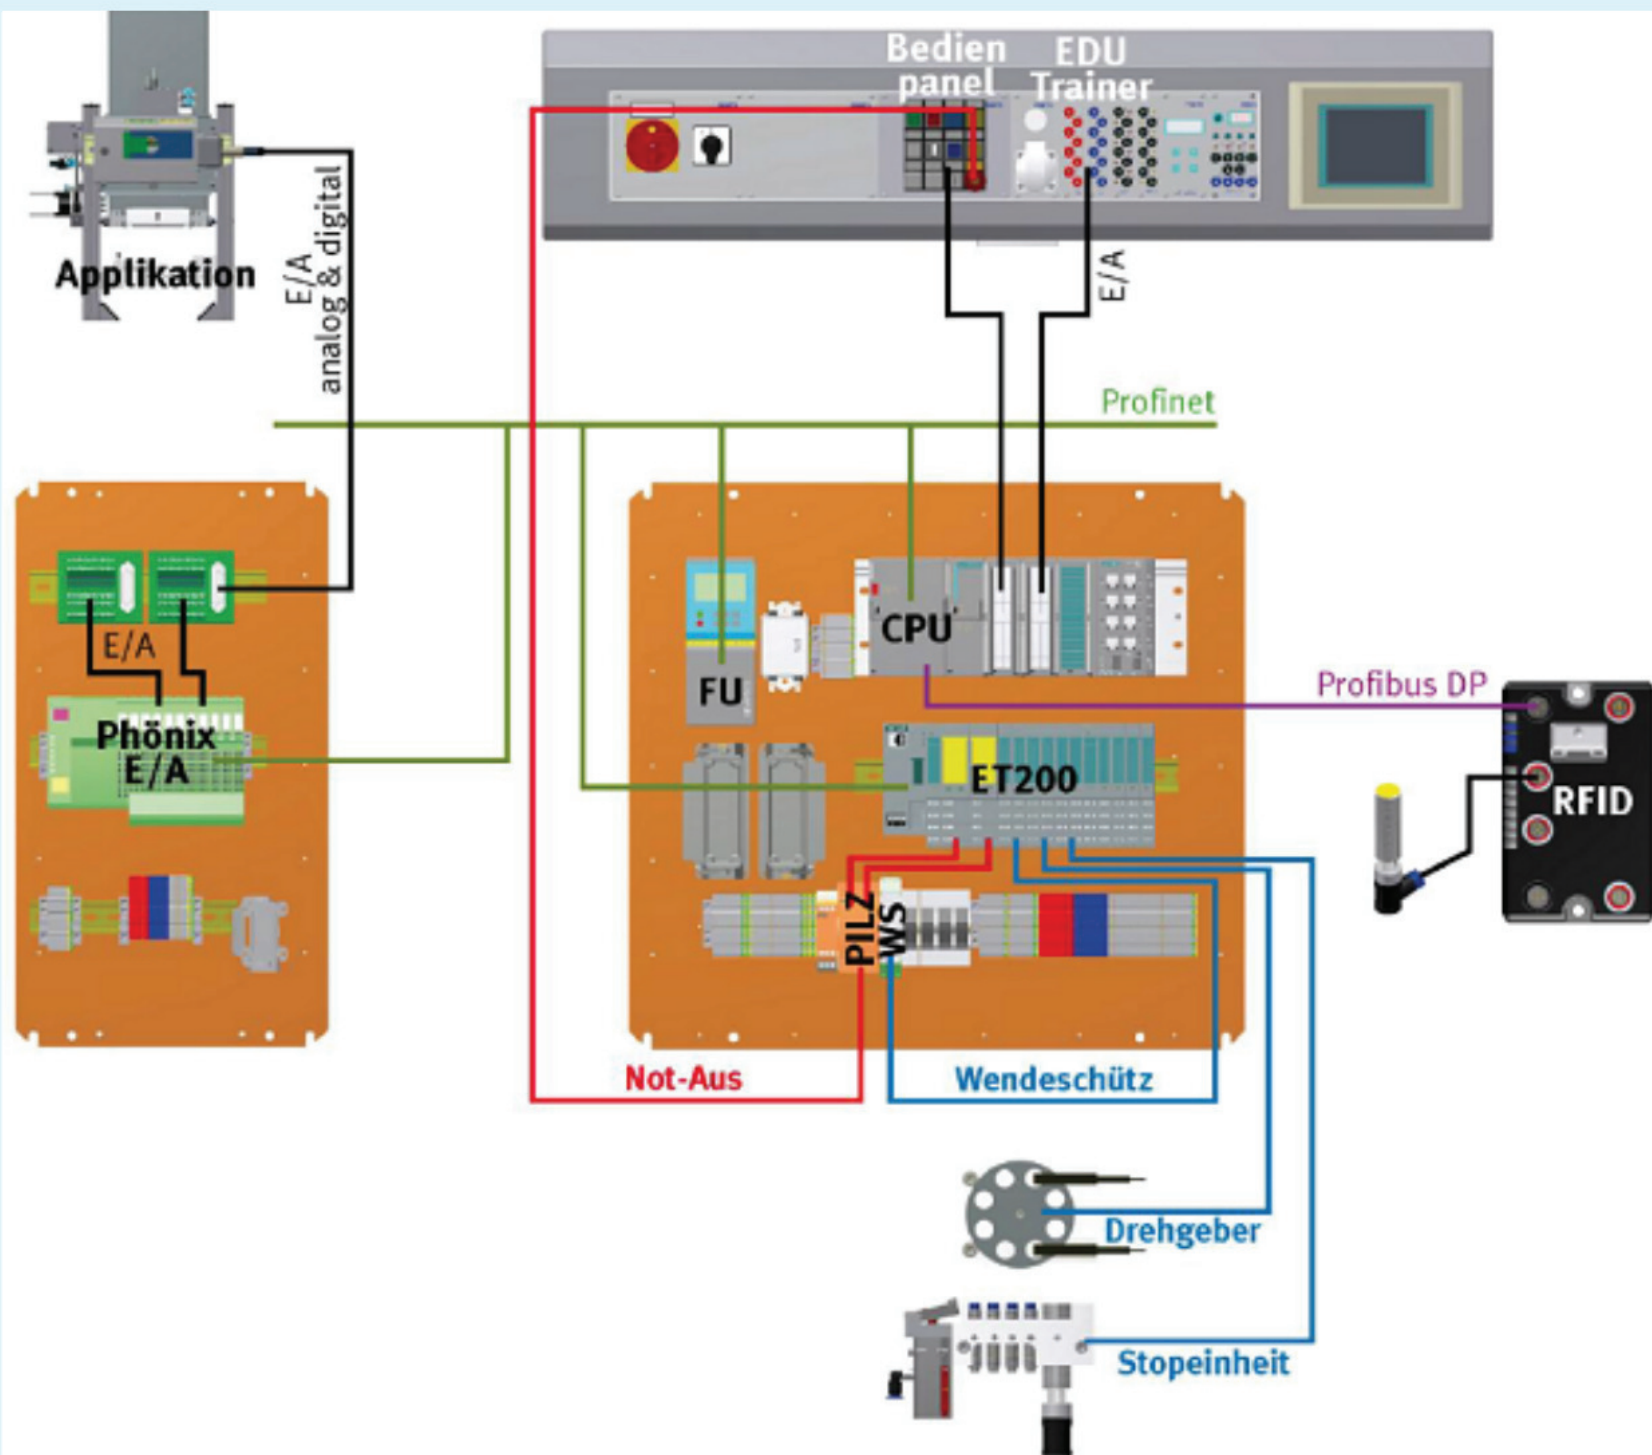 Bedien
panel
EDU
Trainer
Applikation
E/A
analog & digital
E/A
Profinet
E/A
CPU
FU
Profibus DP
Phönix
E/A
ET200
RFID
PILZ
WS
Not-Aus
Wendeschütz
Drehgeber
Stopeinheit